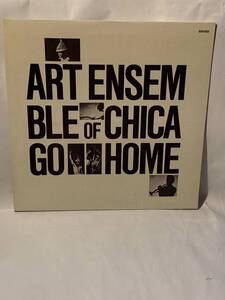 ART ENSEM
BLE OF CHICA
GO HOME